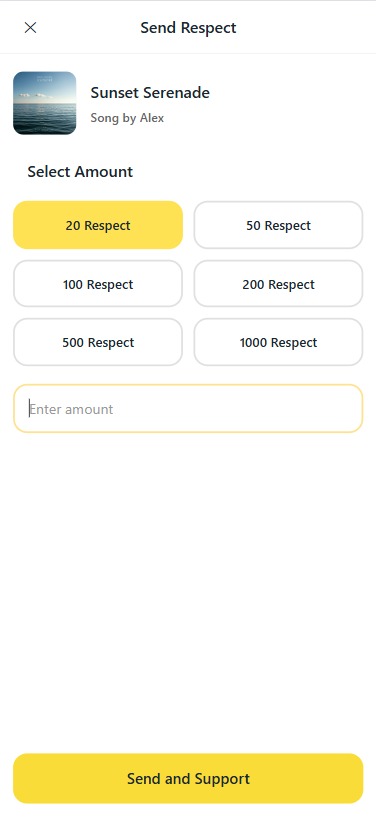 Send Respect
Sunset Serenade
Song by Alex
Select Amount
20 Respect
50 Respect
100 Respect
200 Respect
500 Respect
1000 Respect
Enter amount
Send and Support